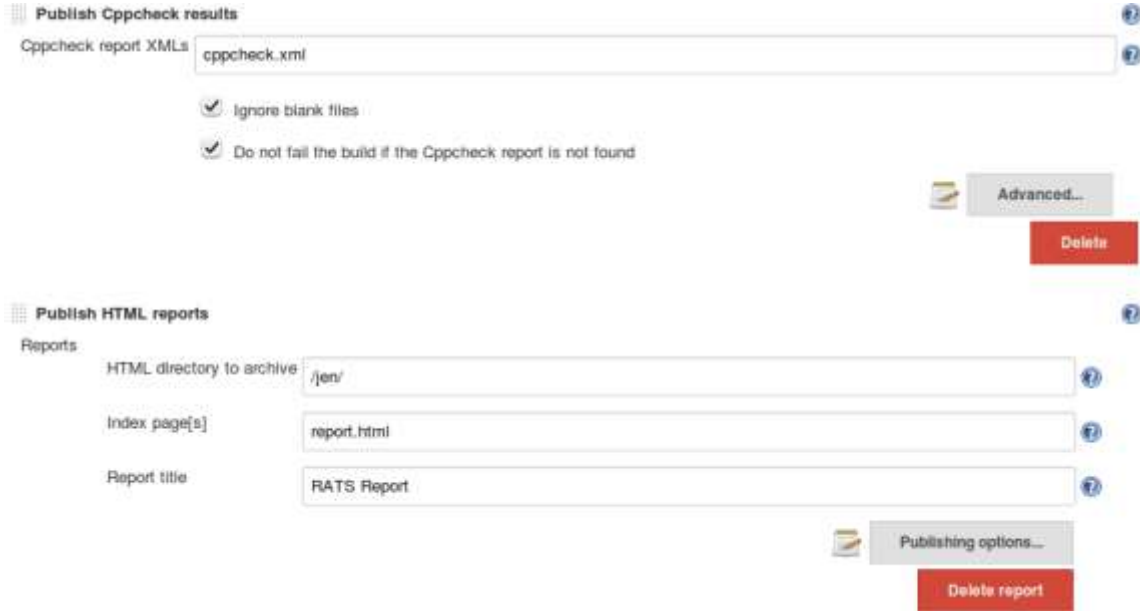 Publish Cppcheck results
Cppcheck report XMLs cppcheck.xml
Ignore blank files
Do not fail the build if the Cppcheck report is not found
Advanced...
Delete
Publish HTML reports
Reports
HTML directory to archive /jen/
Index page[s] report.html
Report title RATS Report
Publishing options...
Delete report